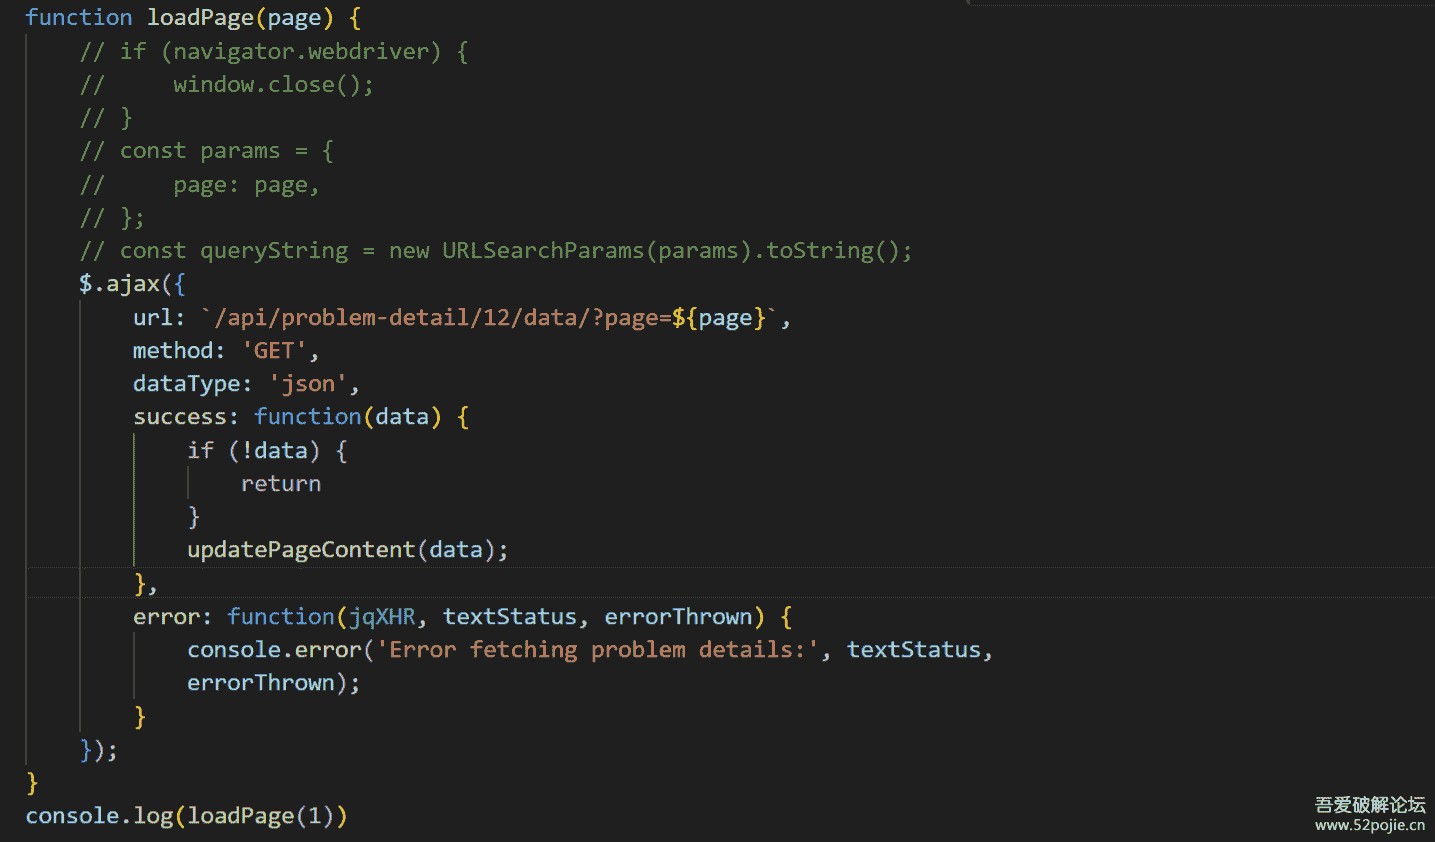 function loadPage(page) {
    // if (navigator.webdriver) {
    //     window.close();
    // }
    // const params = {
    //     page: page,
    // };
    // const queryString = new URLSearchParams(params).toString();
    $.ajax({
        url: `/api/problem-detail/12/data/?page=${page}`,
        method: 'GET',
        dataType: 'json',
        success: function(data) {
            if (!data) {
                return
            }
            updatePageContent(data);
        },
        error: function(jqXHR, textStatus, errorThrown) {
            console.error('Error fetching problem details:', textStatus,
            errorThrown);
        }
    });
}
console.log(loadPage(1))
吾爱破解论坛
www.52pojie.cn